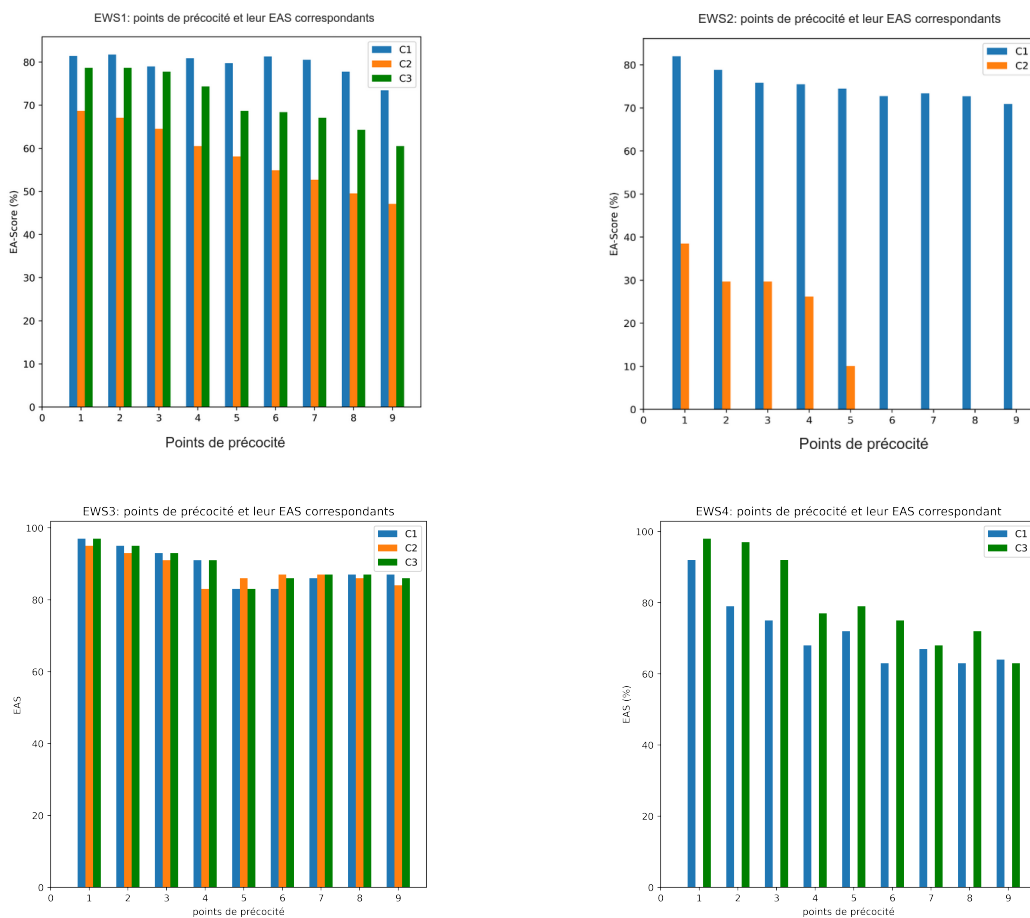 EWS1: points de précocité et leur EAS correspondants
C1
C2
C3
EA-Score (%)
80
70
60
50
40
30
20
10
0
0 1 2 3 4 5 6 7 8 9
Points de précocité
EWS2: points de précocité et leur EAS correspondants
C1
C2
EA-Score (%)
80
70
60
50
40
30
20
10
0
0 1 2 3 4 5 6 7 8 9
Points de précocité
EWS3: points de précocité et leur EAS correspondants
C1
C2
C3
EAS
100
80
60
40
20
0
0 1 2 3 4 5 6 7 8 9
points de précocité
EWS4: points de précocité et leur EAS correspondant
C1
C3
EAS (%)
100
80
60
40
20
0
0 1 2 3 4 5 6 7 8 9
points de précocité